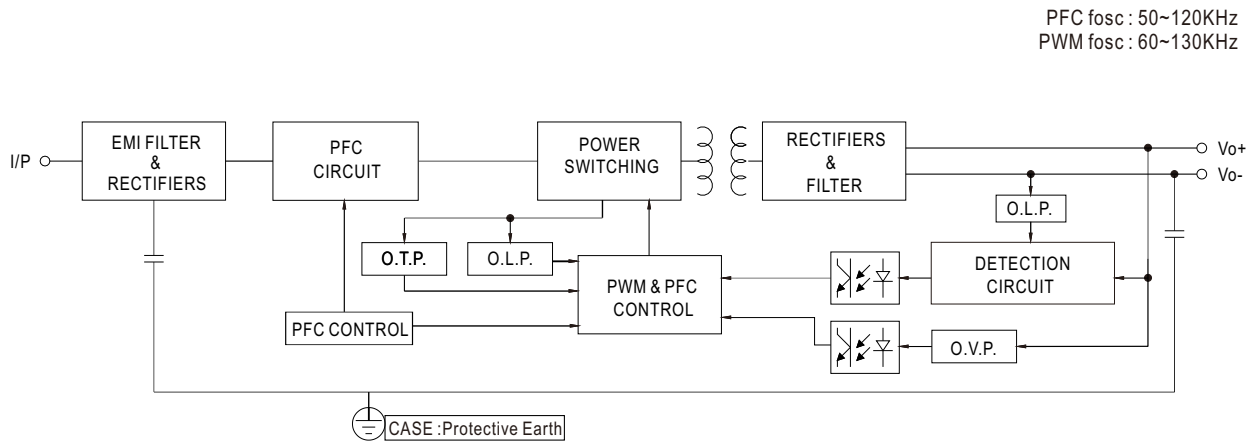 PFC fosc : 50~120KHz
PWM fosc : 60~130KHz
I/P
EMI FILTER
&
RECTIFIERS
PFC
CIRCUIT
POWER
SWITCHING
RECTIFIERS
&
FILTER
Vo+
Vo-
O.L.P.
O.T.P.
O.L.P.
PWM & PFC
CONTROL
DETECTION
CIRCUIT
PFC CONTROL
O.V.P.
CASE :Protective Earth